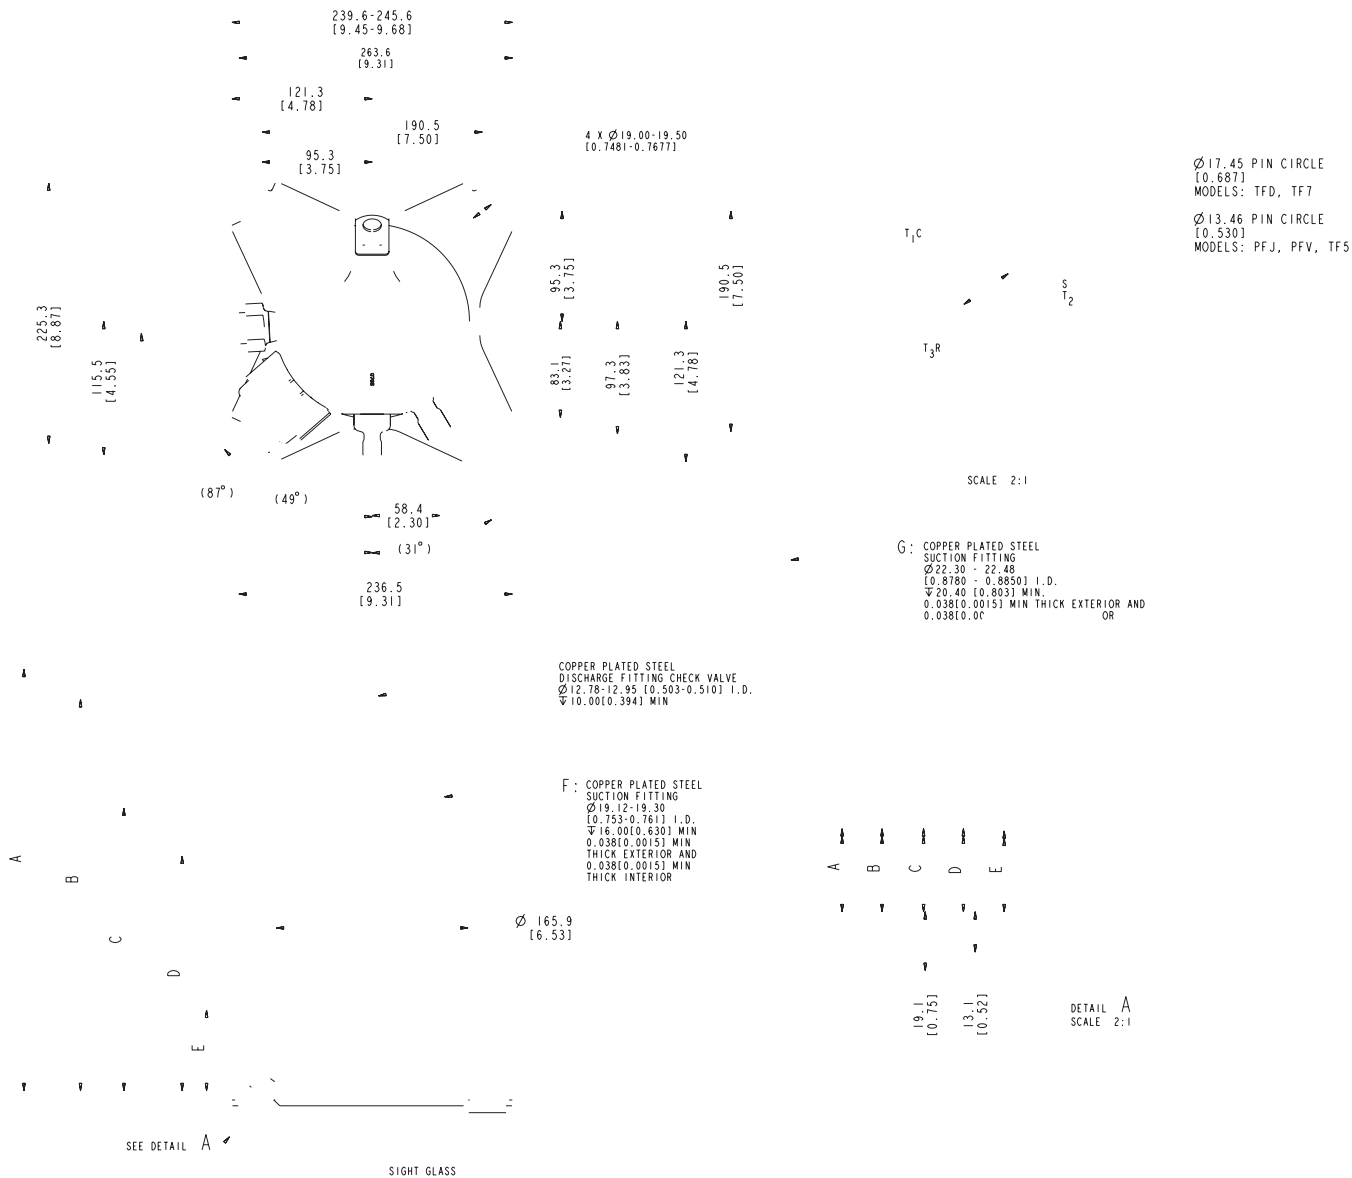 239.6-245.6
[9.45-9.68]
263.6
[9.31]
121.3
[4.78]
190.5
[7.50]
95.3
[3.75]
4 X Ø19.00-19.50
[0.7481-0.7677]
Ø17.45 PIN CIRCLE
[0.687]
MODELS: TFD, TF7
Ø13.46 PIN CIRCLE
[0.530]
MODELS: PFJ, PFV, TF5
T1C
S
T2
T3R
SCALE 2:1
225.3
[8.87]
115.5
[4.55]
95.3
[3.75]
190.5
[7.50]
83.1
[3.27]
97.3
[3.83]
121.3
[4.78]
(87°)
(49°)
58.4
[2.30]
(31°)
236.5
[9.31]
G: COPPER PLATED STEEL
SUCTION FITTING
Ø22.30 - 22.48
[0.8780 - 0.8850] I.D.
↧20.40 [0.803] MIN.
0.038[0.0015] MIN THICK EXTERIOR AND
0.038[0.00 OR
COPPER PLATED STEEL
DISCHARGE FITTING CHECK VALVE
Ø12.78-12.95 [0.503-0.510] I.D.
↧10.00[0.394] MIN
F: COPPER PLATED STEEL
SUCTION FITTING
Ø19.12-19.30
[0.753-0.761] I.D.
↧16.00[0.630] MIN
0.038[0.0015] MIN
THICK EXTERIOR AND
0.038[0.0015] MIN
THICK INTERIOR
A
B
C
D
E
Ø 165.9
[6.53]
A
B
C
D
E
19.1
[0.75]
13.1
[0.52]
DETAIL A
SCALE 2:1
SEE DETAIL A
SIGHT GLASS